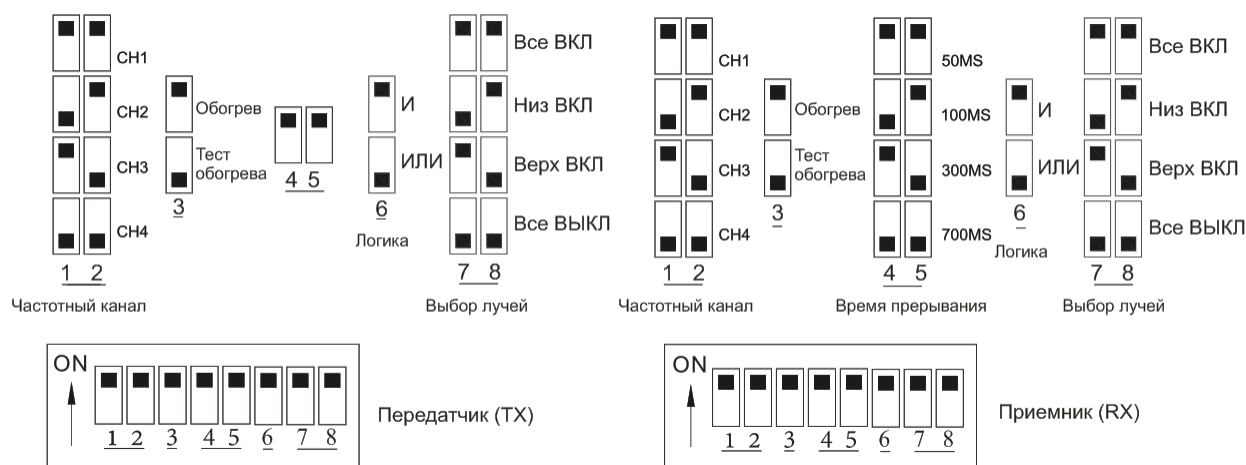 CH1
CH2
CH3
CH4
1 2
Частотный канал
Обогрев
Тест
обогрева
3
4 5
И
ИЛИ
6
Логика
Все ВКЛ
Низ ВКЛ
Верх ВКЛ
Все ВЫКЛ
7 8
Выбор лучей
CH1
CH2
CH3
CH4
1 2
Частотный канал
Обогрев
Тест
обогрева
3
50MS
100MS
300MS
700MS
4 5
Время прерывания
И
ИЛИ
6
Логика
Все ВКЛ
Низ ВКЛ
Верх ВКЛ
Все ВЫКЛ
7 8
Выбор лучей
ON
1 2 3 4 5 6 7 8
Передатчик (TX)
ON
1 2 3 4 5 6 7 8
Приемник (RX)